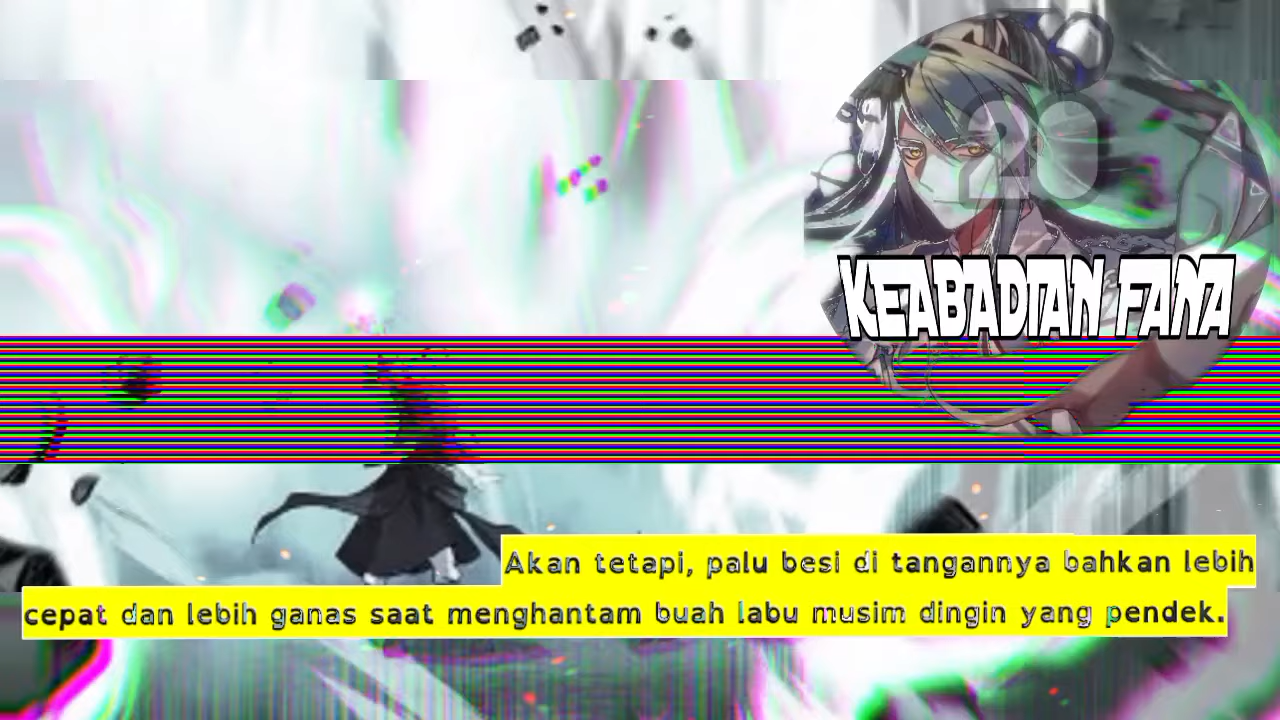 20
KEABADIAN FANA
Akan tetapi, palu besi di tangannya bahkan lebih
cepat dan lebih ganas saat menghantam buah labu musim dingin yang pendek.